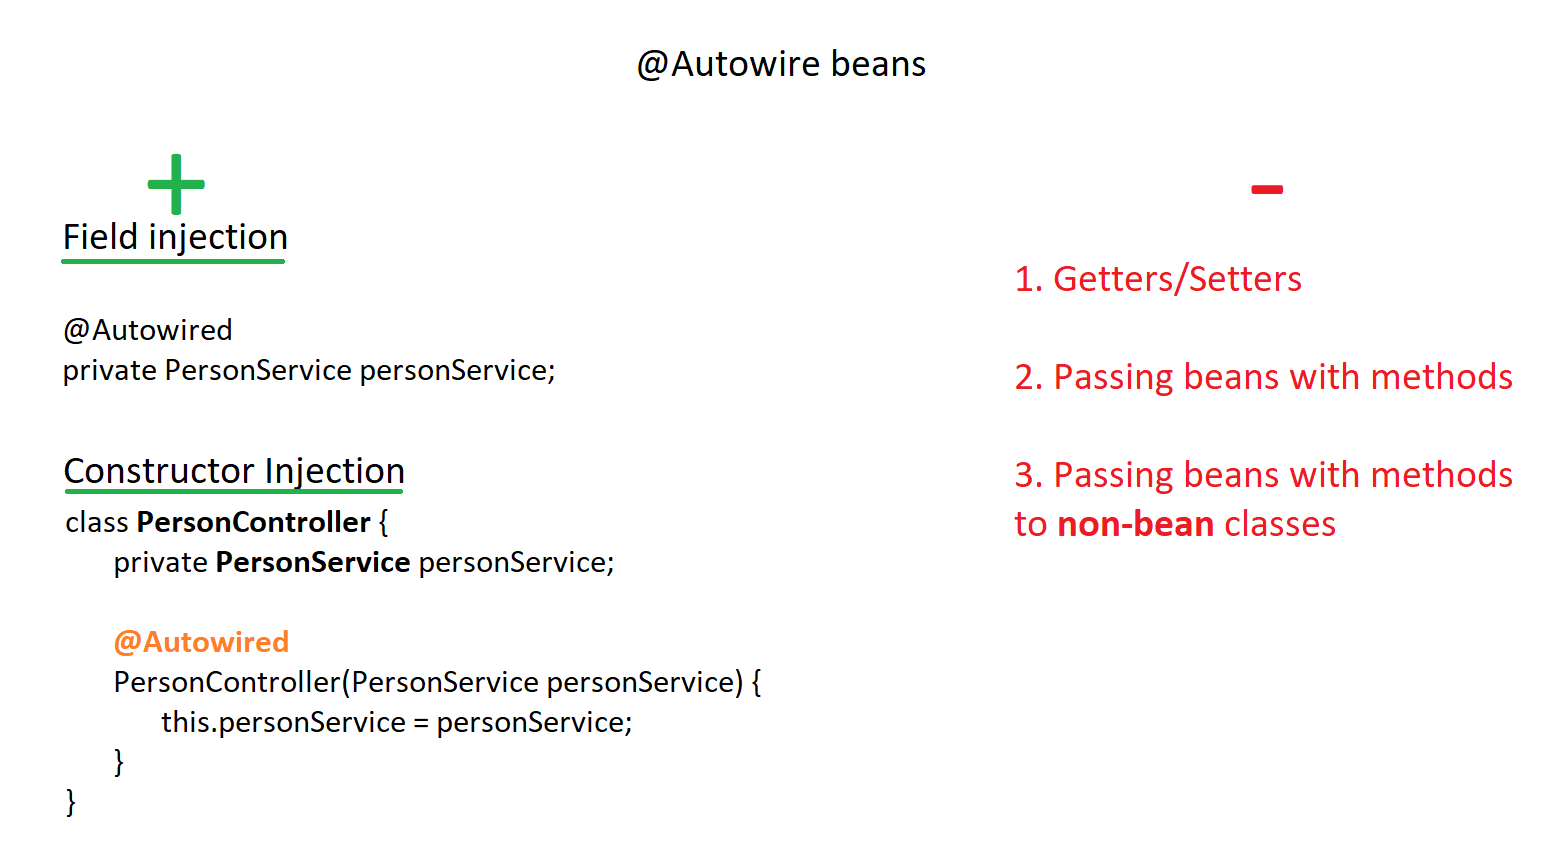 @Autowire beans
+
Field injection
@Autowired
private PersonService personService;
Constructor Injection
class PersonController {
private PersonService personService;
@Autowired
PersonController(PersonService personService) {
this.personService = personService;
}
}
-
1. Getters/Setters
2. Passing beans with methods
3. Passing beans with methods
to non-bean classes